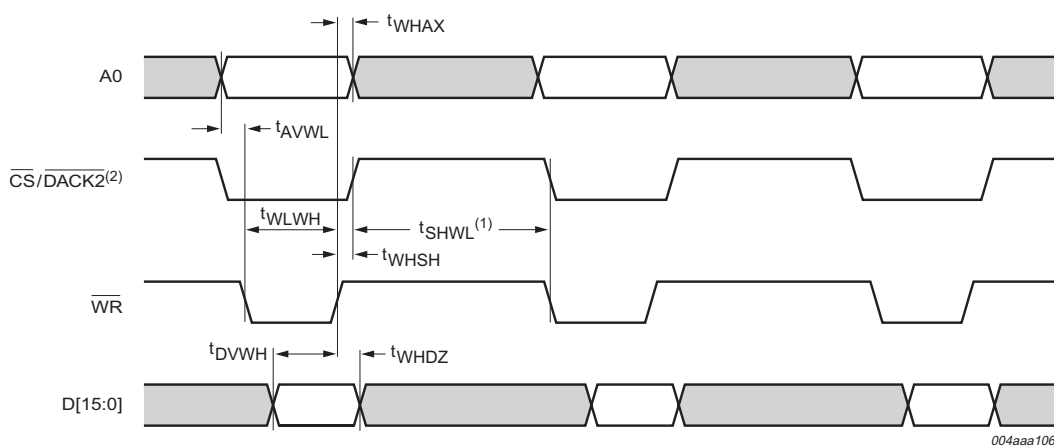 tWHAX
A0
tAVWL
CS/DACK2(2)
tWLWH
tSHWL(1)
tWHSH
WR
tDVWH
tWHDZ
D[15:0]
004aaa106